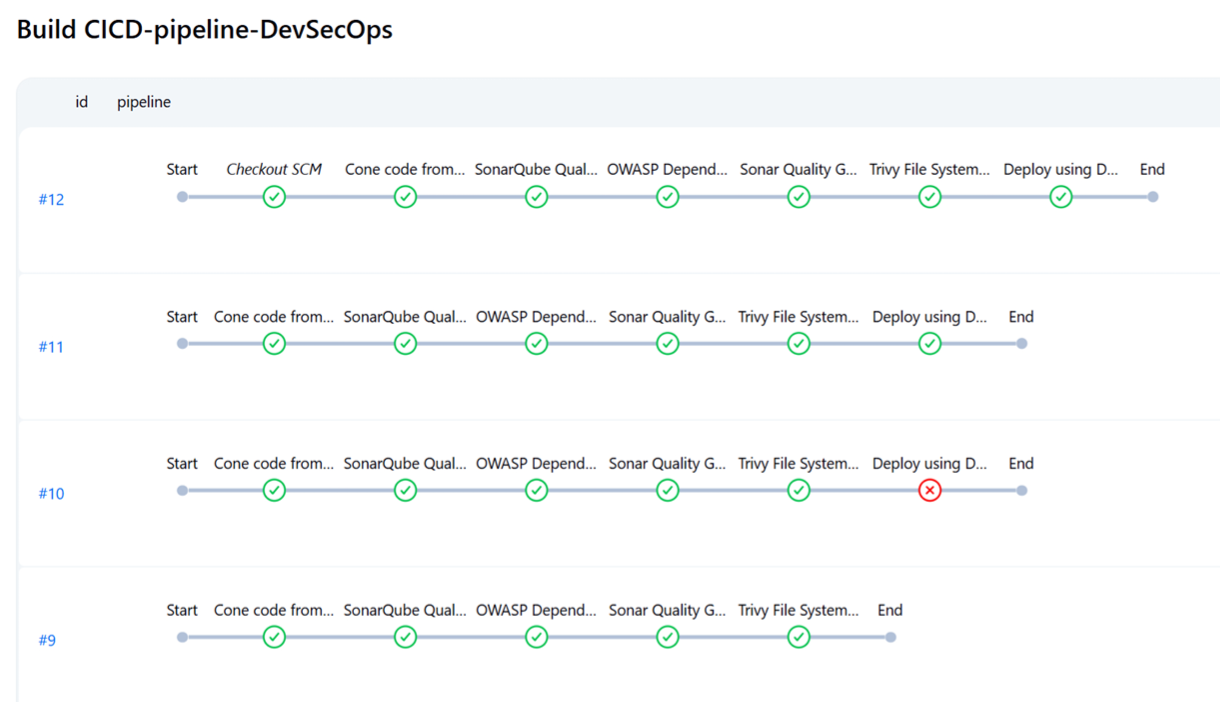 Build CICD-pipeline-DevSecOps
id pipeline
Start Checkout SCM Cone code from... SonarQube Qual... OWASP Depend... Sonar Quality G... Trivy File System... Deploy using D... End
#12
Start Cone code from... SonarQube Qual... OWASP Depend... Sonar Quality G... Trivy File System... Deploy using D... End
#11
Start Cone code from... SonarQube Qual... OWASP Depend... Sonar Quality G... Trivy File System... Deploy using D... End
#10
Start Cone code from... SonarQube Qual... OWASP Depend... Sonar Quality G... Trivy File System... End
#9